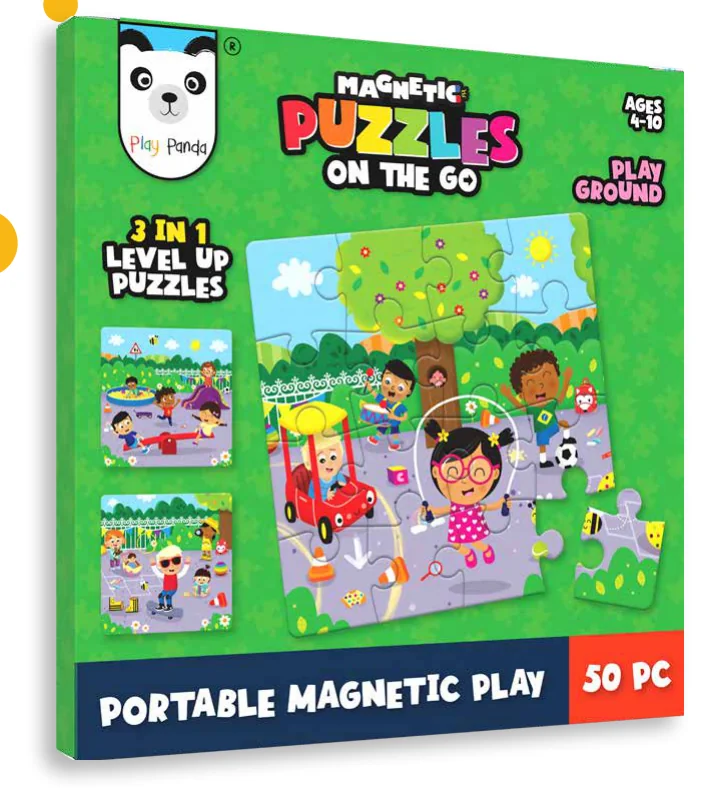 ®
Play Panda
MAGNETIC
PUZZLES
ON THE GO
AGES
4-10
PLAY
GROUND
3 IN 1
LEVEL UP
PUZZLES
C
PORTABLE MAGNETIC PLAY
50 PC